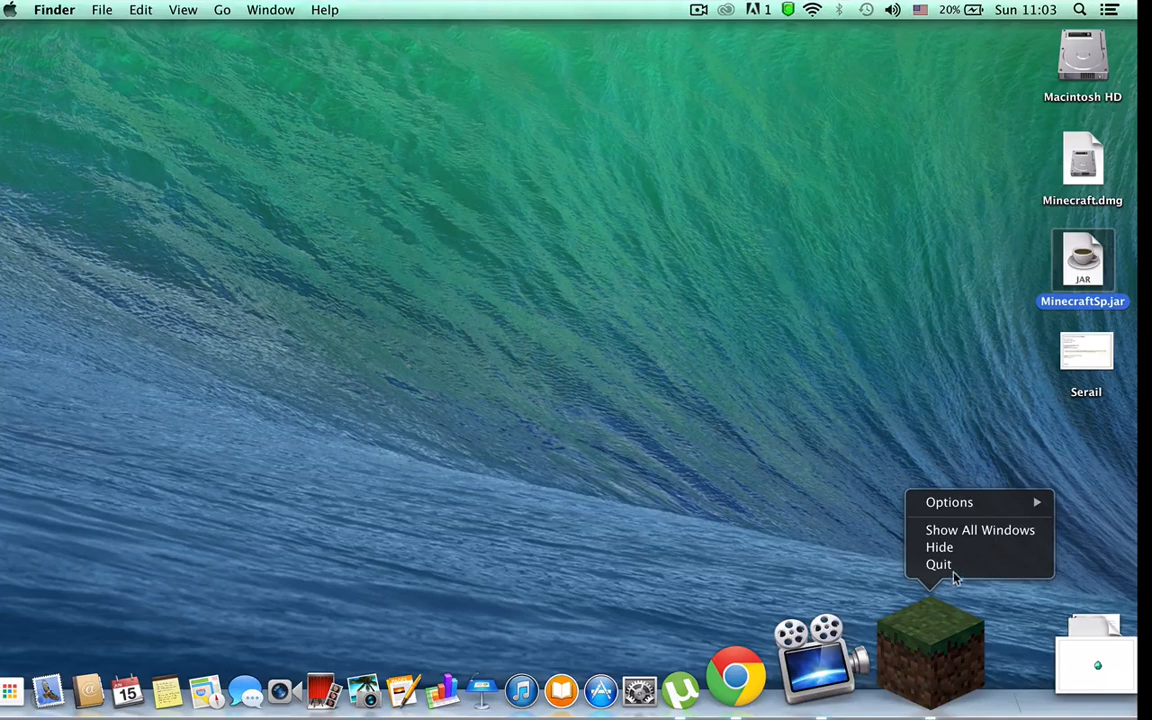 Finder File Edit View Go Window Help 1 20% Sun 11:03
Macintosh HD
Minecraft.dmg
JAR
MinecraftSp.jar
Serail
Options
Show All Windows
Hide
Quit
15